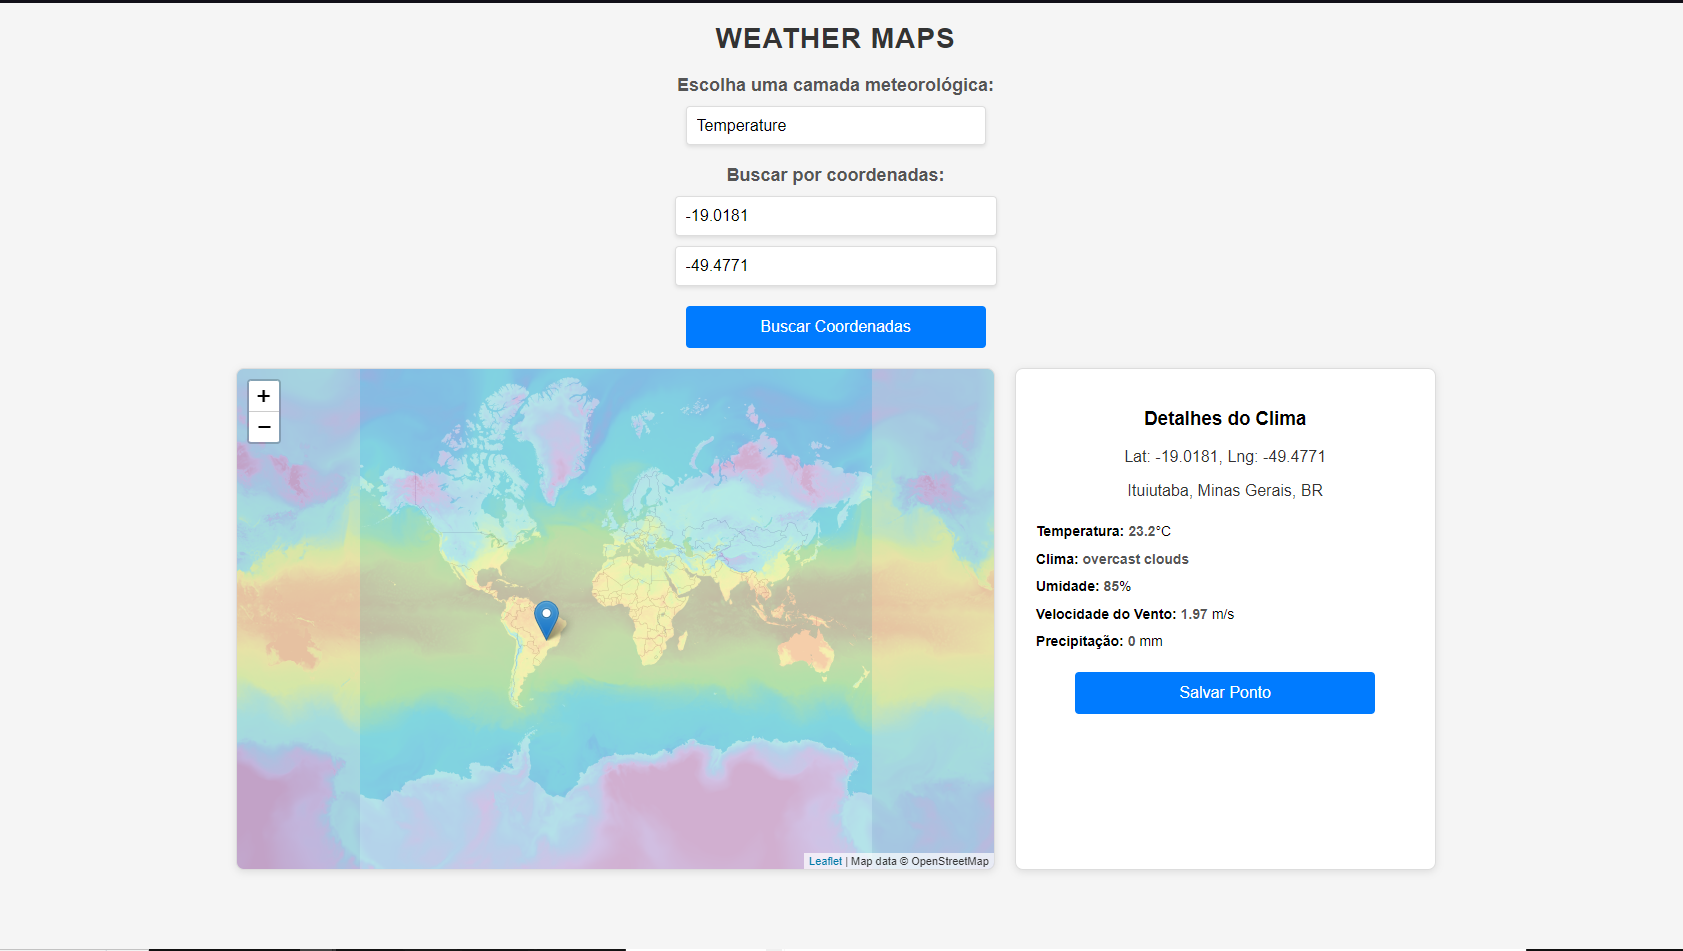 WEATHER MAPS
Escolha uma camada meteorológica:
Temperature
Buscar por coordenadas:
-19.0181
-49.4771
Buscar Coordenadas
+
−
Leaflet | Map data © OpenStreetMap
Detalhes do Clima
Lat: -19.0181, Lng: -49.4771
Ituiutaba, Minas Gerais, BR
Temperatura: 23.2°C
Clima: overcast clouds
Umidade: 85%
Velocidade do Vento: 1.97 m/s
Precipitação: 0 mm
Salvar Ponto